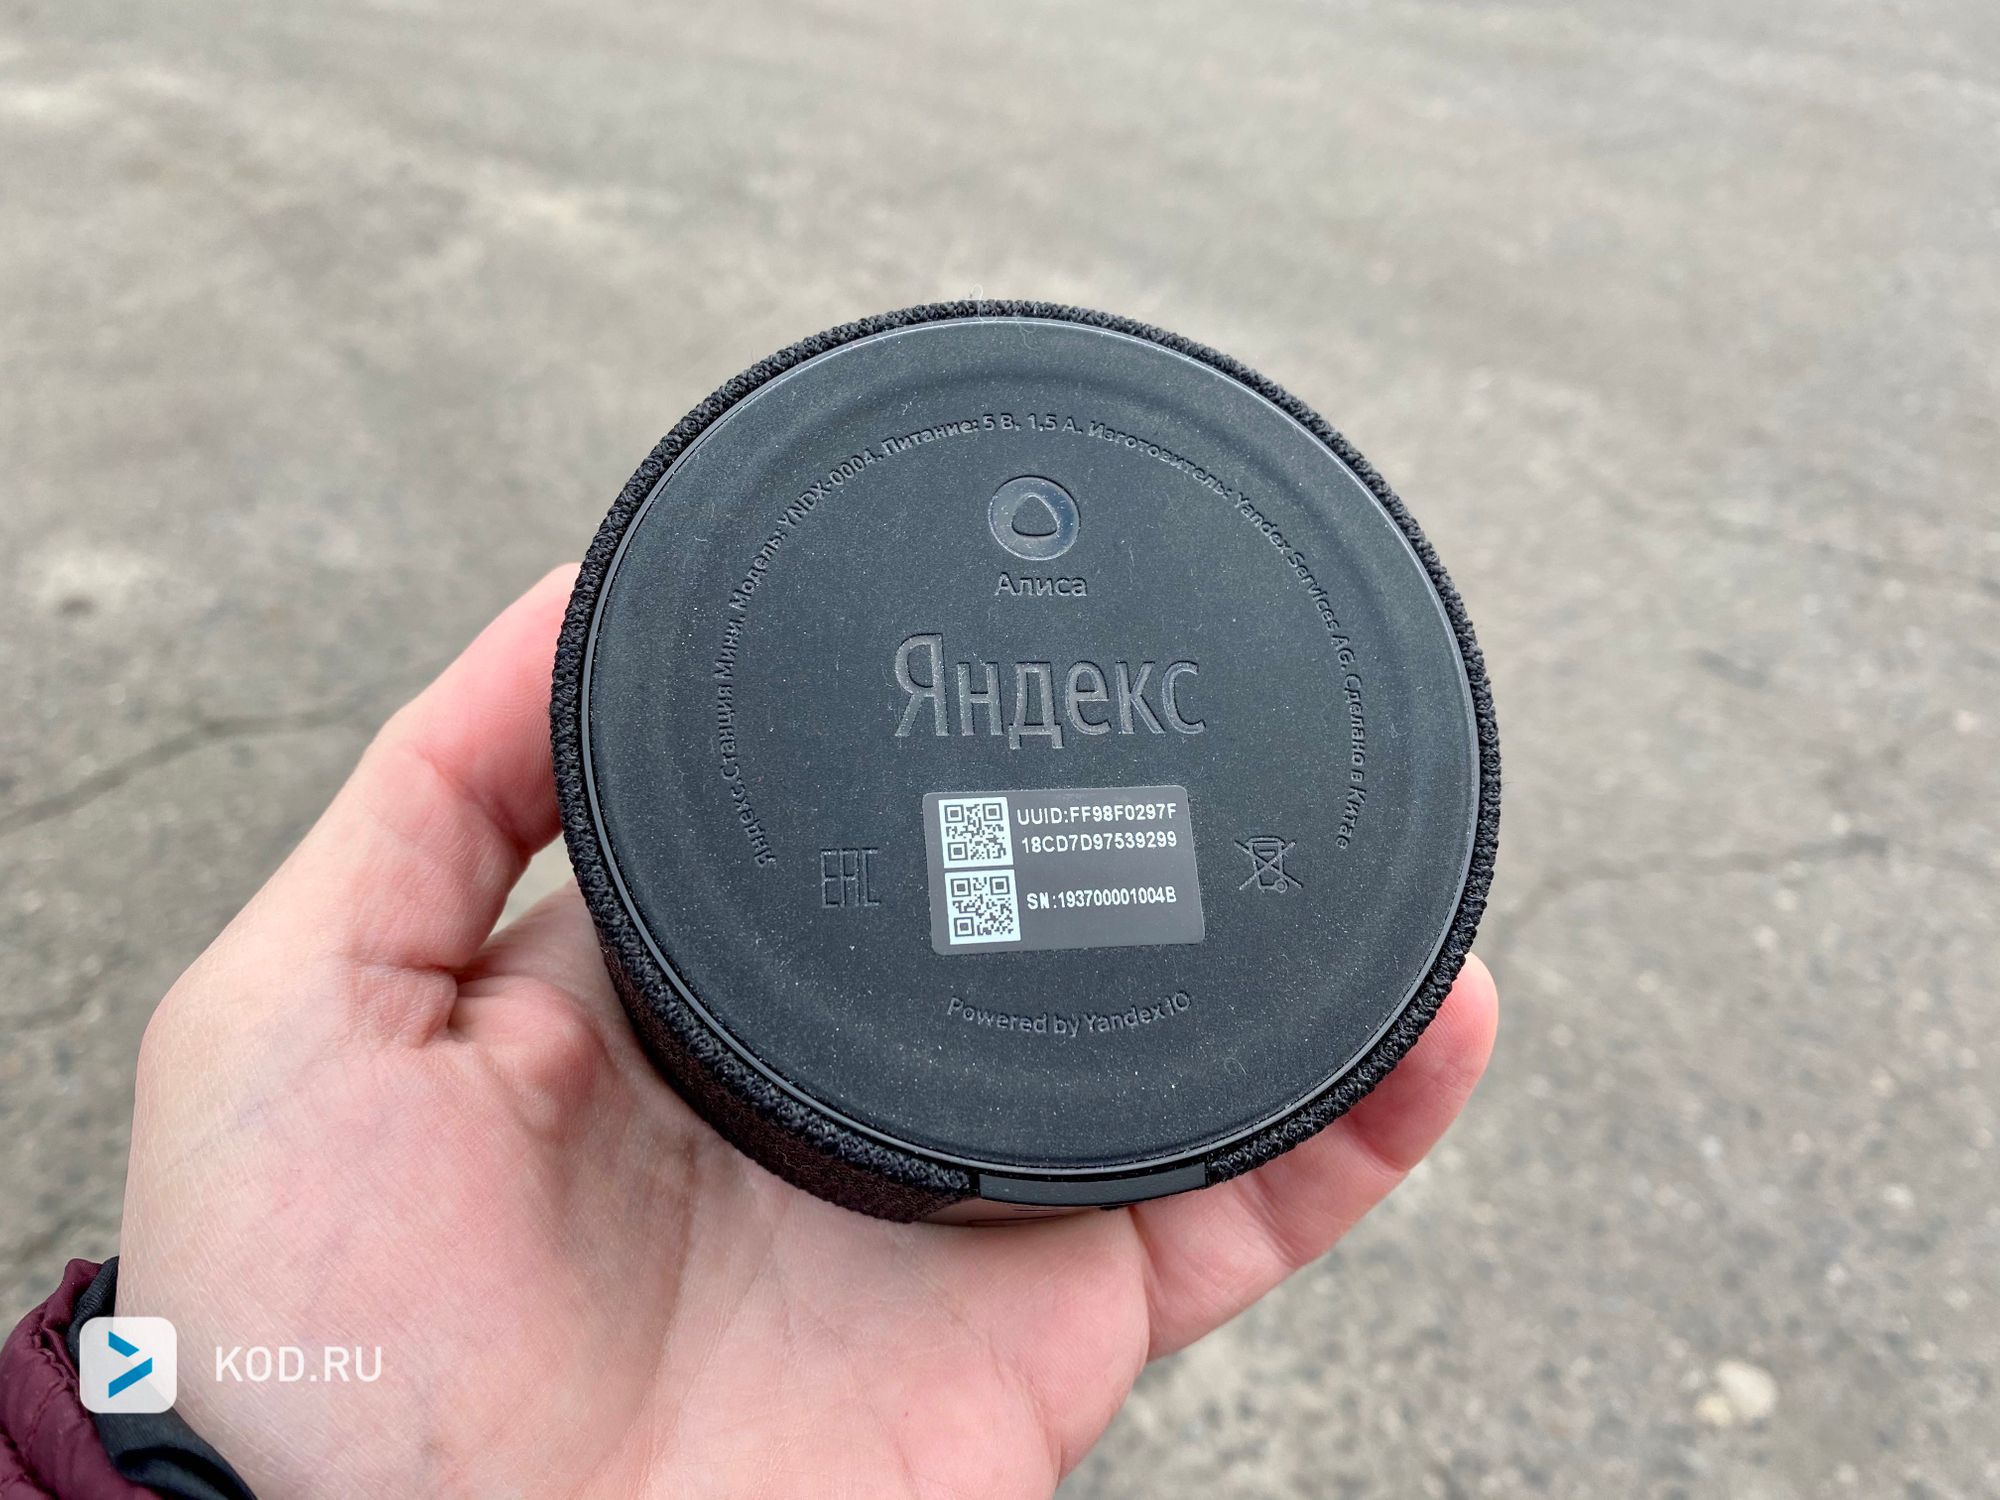 Яндекс.Станция Мини. Модель: YNDX-0004. Питание: 5 В, 1,5 А. Изготовитель: Yandex Services AG. Сделано в Китае
Алиса
Яндекс
UUID:FF98F0297F
18CD7D97539299
EAC
SN:193700001004B
Powered by Yandex IO
KOD.RU